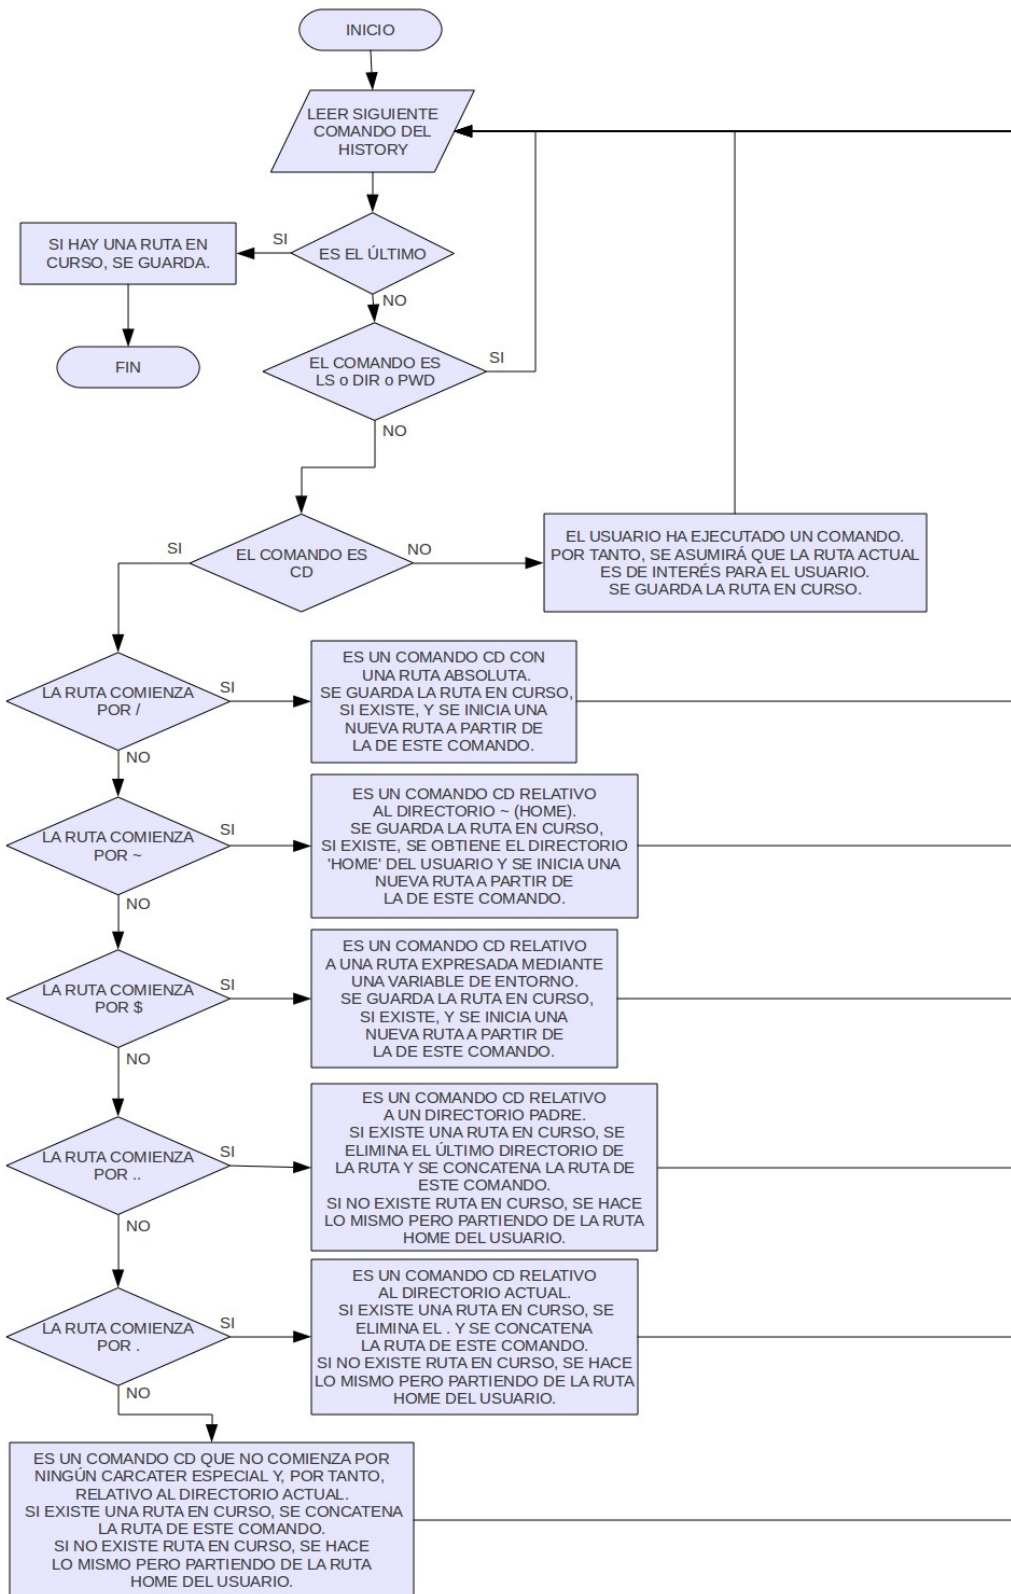 INICIO
LEER SIGUIENTE
COMANDO DEL
HISTORY
SI HAY UNA RUTA EN
CURSO, SE GUARDA.
SI
ES EL ÚLTIMO
NO
FIN
EL COMANDO ES
LS o DIR o PWD
SI
NO
SI
EL COMANDO ES
CD
NO
EL USUARIO HA EJECUTADO UN COMANDO.
POR TANTO, SE ASUMIRÁ QUE LA RUTA ACTUAL
ES DE INTERÉS PARA EL USUARIO.
SE GUARDA LA RUTA EN CURSO.
LA RUTA COMIENZA
POR /
SI
NO
ES UN COMANDO CD CON
UNA RUTA ABSOLUTA.
SE GUARDA LA RUTA EN CURSO,
SI EXISTE, Y SE INICIA UNA
NUEVA RUTA A PARTIR DE
LA DE ESTE COMANDO.
LA RUTA COMIENZA
POR ~
SI
NO
ES UN COMANDO CD RELATIVO
AL DIRECTORIO ~ (HOME).
SE GUARDA LA RUTA EN CURSO,
SI EXISTE, SE OBTIENE EL DIRECTORIO
'HOME' DEL USUARIO Y SE INICIA UNA
NUEVA RUTA A PARTIR DE
LA DE ESTE COMANDO.
LA RUTA COMIENZA
POR $
SI
NO
ES UN COMANDO CD RELATIVO
A UNA RUTA EXPRESADA MEDIANTE
UNA VARIABLE DE ENTORNO.
SE GUARDA LA RUTA EN CURSO,
SI EXISTE, Y SE INICIA UNA
NUEVA RUTA A PARTIR DE
LA DE ESTE COMANDO.
LA RUTA COMIENZA
POR ..
SI
NO
ES UN COMANDO CD RELATIVO
A UN DIRECTORIO PADRE.
SI EXISTE UNA RUTA EN CURSO, SE
ELIMINA EL ÚLTIMO DIRECTORIO DE
LA RUTA Y SE CONCATENA LA RUTA DE
ESTE COMANDO.
SI NO EXISTE RUTA EN CURSO, SE HACE
LO MISMO PERO PARTIENDO DE LA RUTA
HOME DEL USUARIO.
LA RUTA COMIENZA
POR .
SI
NO
ES UN COMANDO CD RELATIVO
AL DIRECTORIO ACTUAL.
SI EXISTE UNA RUTA EN CURSO, SE
ELIMINA EL . Y SE CONCATENA
LA RUTA DE ESTE COMANDO.
SI NO EXISTE RUTA EN CURSO, SE HACE
LO MISMO PERO PARTIENDO DE LA RUTA
HOME DEL USUARIO.
ES UN COMANDO CD QUE NO COMIENZA POR
NINGÚN CARCATER ESPECIAL Y, POR TANTO,
RELATIVO AL DIRECTORIO ACTUAL.
SI EXISTE UNA RUTA EN CURSO, SE CONCATENA
LA RUTA DE ESTE COMANDO.
SI NO EXISTE RUTA EN CURSO, SE HACE
LO MISMO PERO PARTIENDO DE LA RUTA
HOME DEL USUARIO.